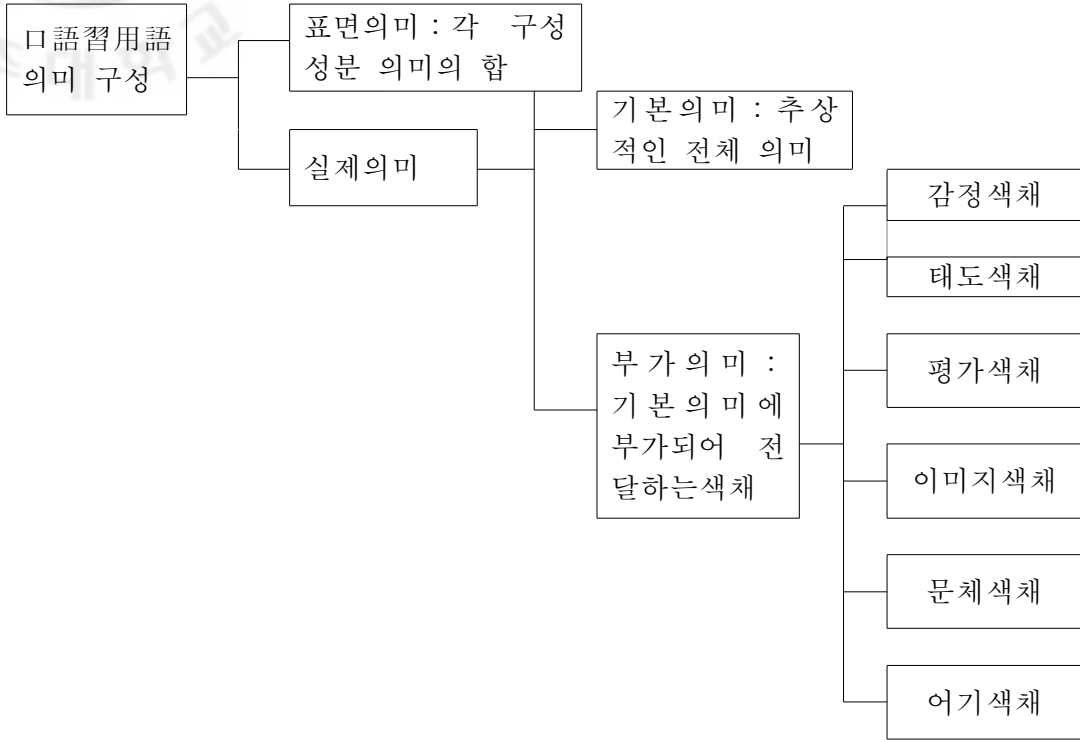 口語習用語
의미 구성
표면의미 : 각 구성
성분 의미의 합
실제의미
기본의미 : 추상
적인 전체 의미
부가의미 :
기본의미에
부가되어 전
달하는색채
감정색채
태도색채
평가색채
이미지색채
문체색채
어기색채